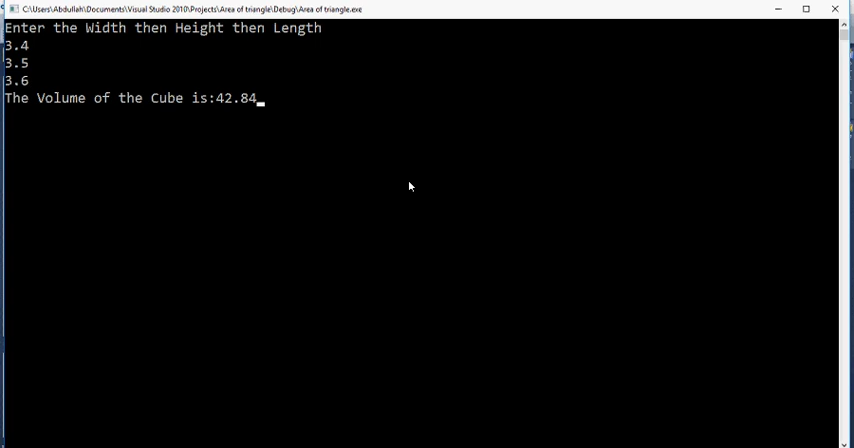 C:\Users\Abdullah\Documents\Visual Studio 2010\Projects\Area of triangle\Debug\Area of triangle.exe
Enter the Width then Height then Length
3.4
3.5
3.6
The Volume of the Cube is:42.84